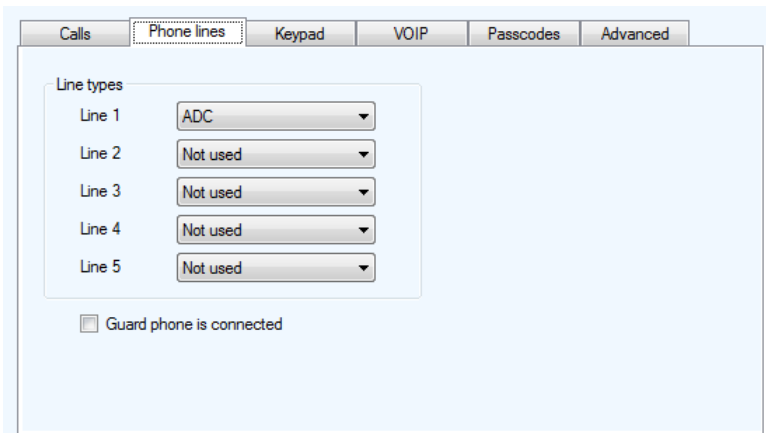 Calls Phone lines Keypad VOIP Passcodes Advanced
Line types
Line 1 ADC
Line 2 Not used
Line 3 Not used
Line 4 Not used
Line 5 Not used
Guard phone is connected